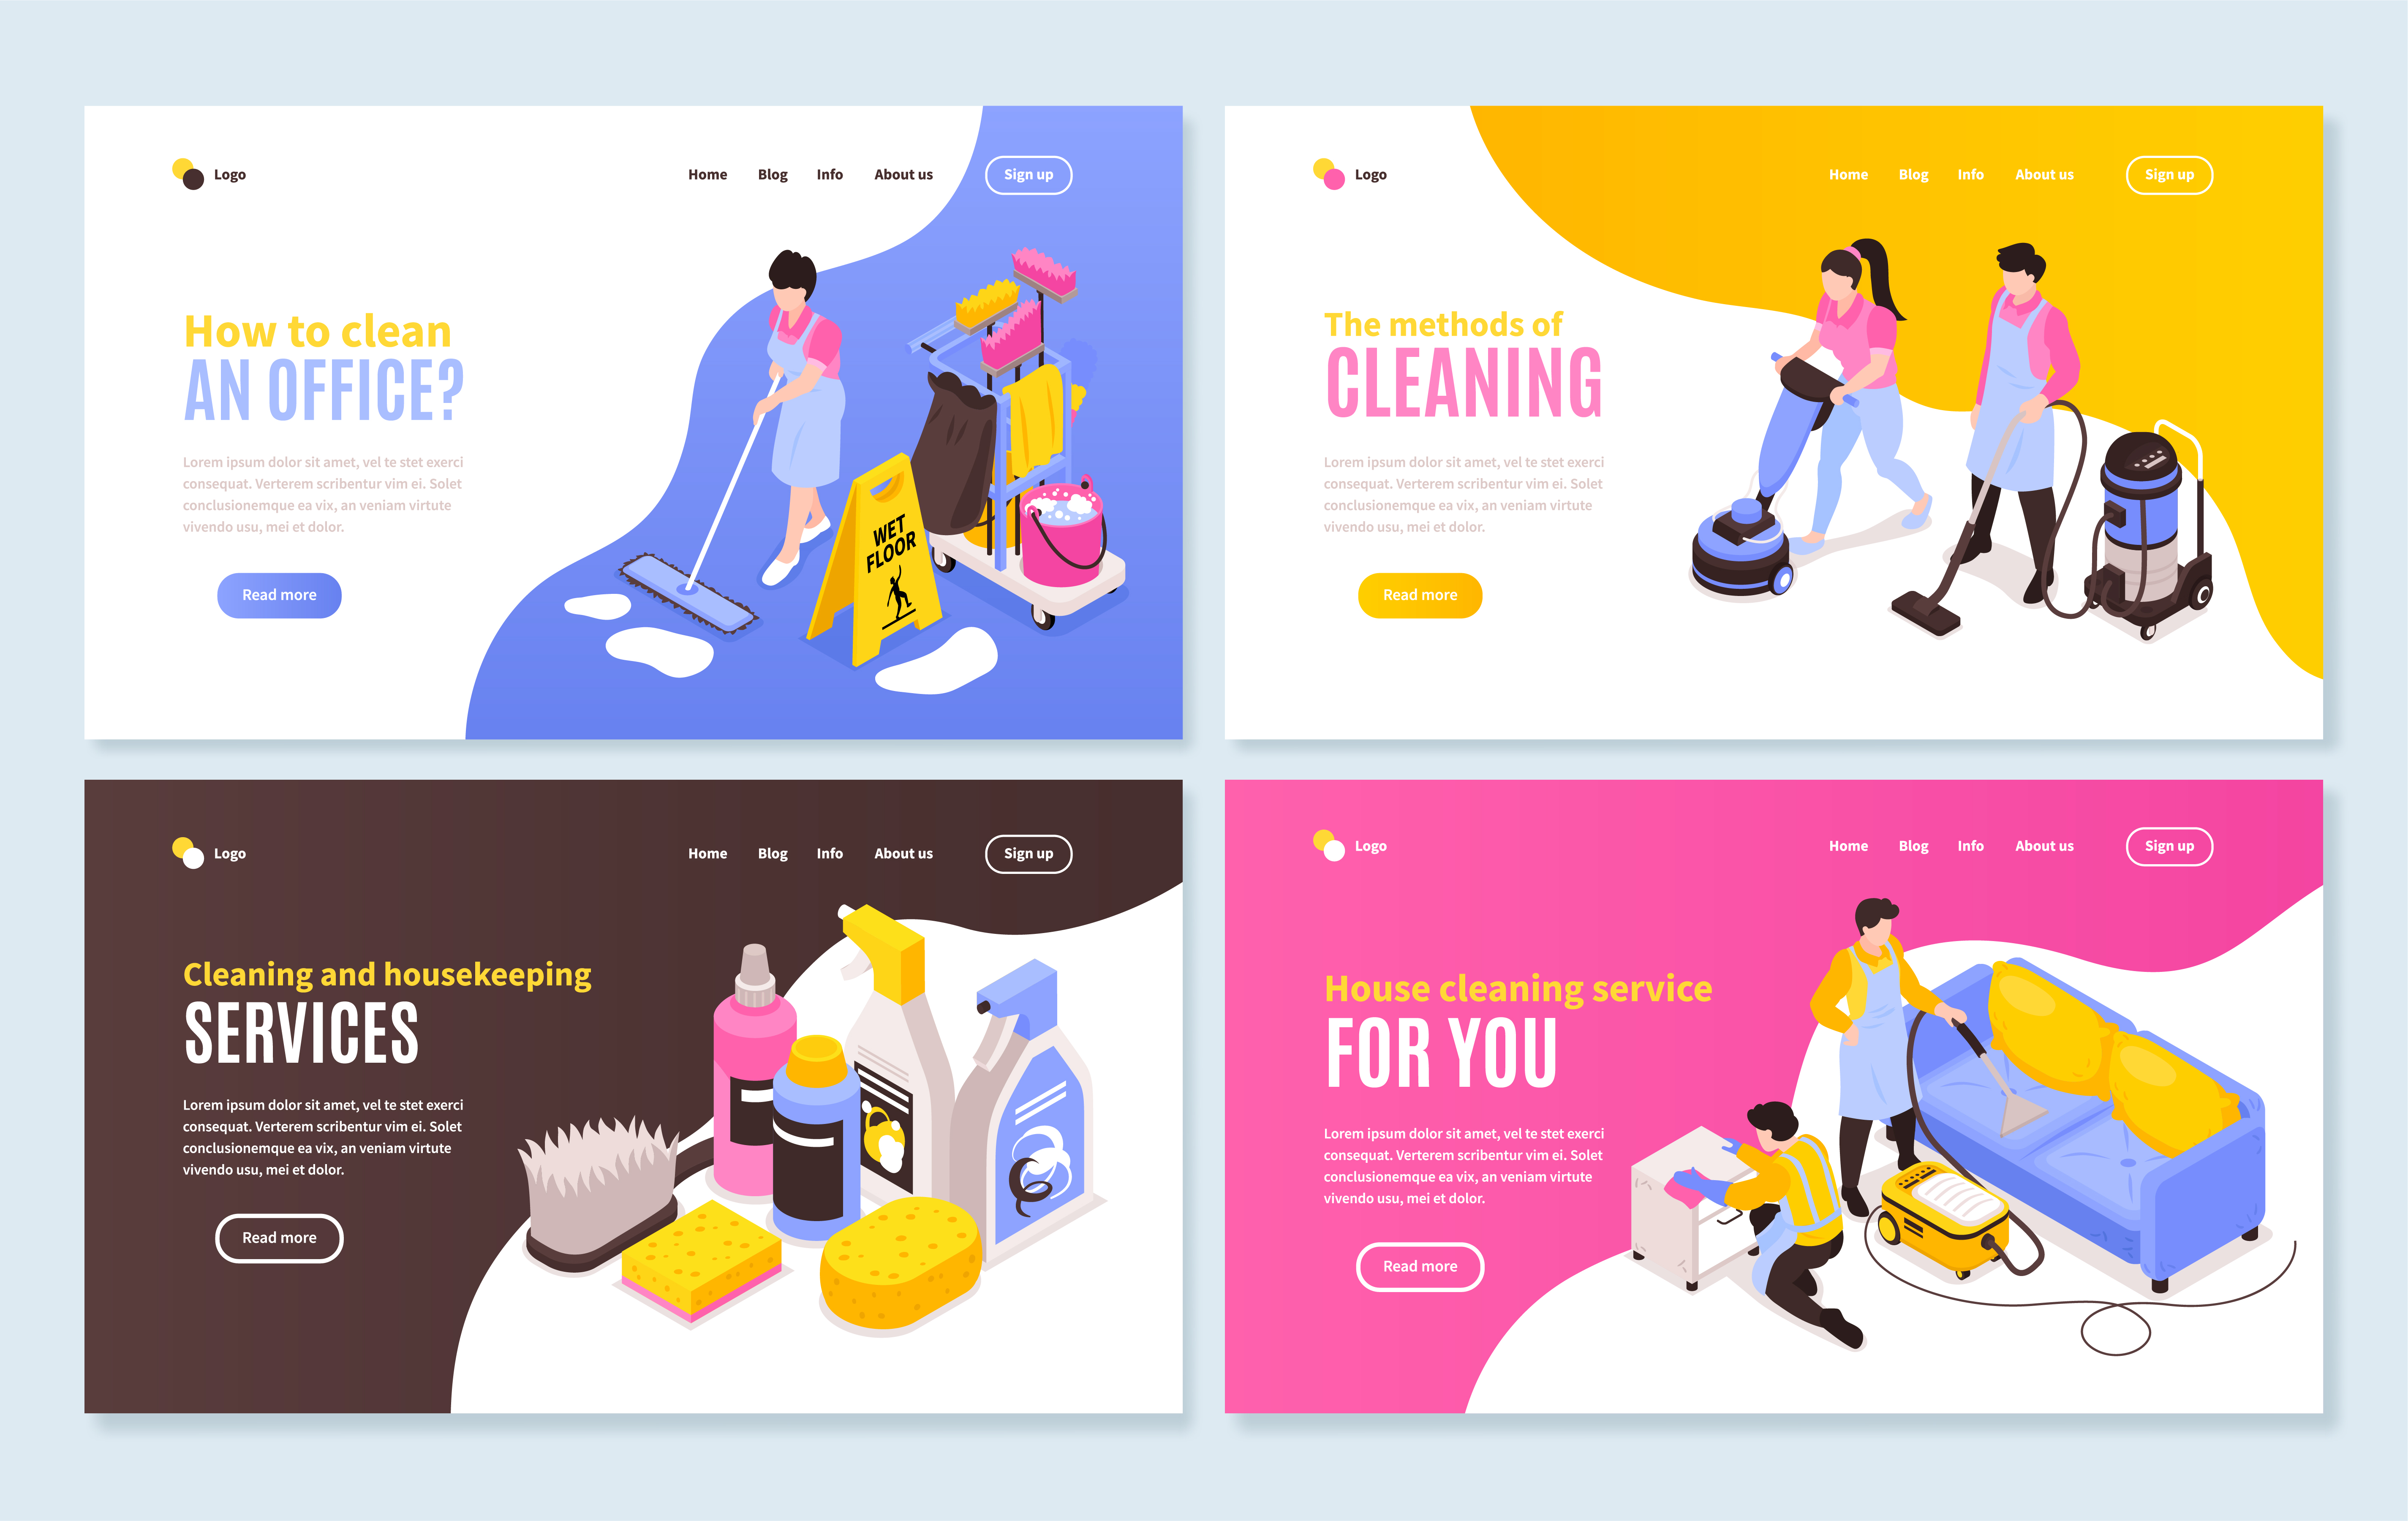 Logo
Home Blog Info About us Sign up
How to clean
AN OFFICE?
Lorem ipsum dolor sit amet, vel te stet exerci
consequat. Verterem scribentur vim ei. Solet
conclusionemque ea vix, an veniam virtute
vivendo usu, mei et dolor.
Read more
WET
FLOOR
Logo
Home Blog Info About us Sign up
The methods of
CLEANING
Lorem ipsum dolor sit amet, vel te stet exerci
consequat. Verterem scribentur vim ei. Solet
conclusionemque ea vix, an veniam virtute
vivendo usu, mei et dolor.
Read more
Logo
Home Blog Info About us Sign up
Cleaning and housekeeping
SERVICES
Lorem ipsum dolor sit amet, vel te stet exerci
consequat. Verterem scribentur vim ei. Solet
conclusionemque ea vix, an veniam virtute
vivendo usu, mei et dolor.
Read more
Logo
Home Blog Info About us Sign up
House cleaning service
FOR YOU
Lorem ipsum dolor sit amet, vel te stet exerci
consequat. Verterem scribentur vim ei. Solet
conclusionemque ea vix, an veniam virtute
vivendo usu, mei et dolor.
Read more